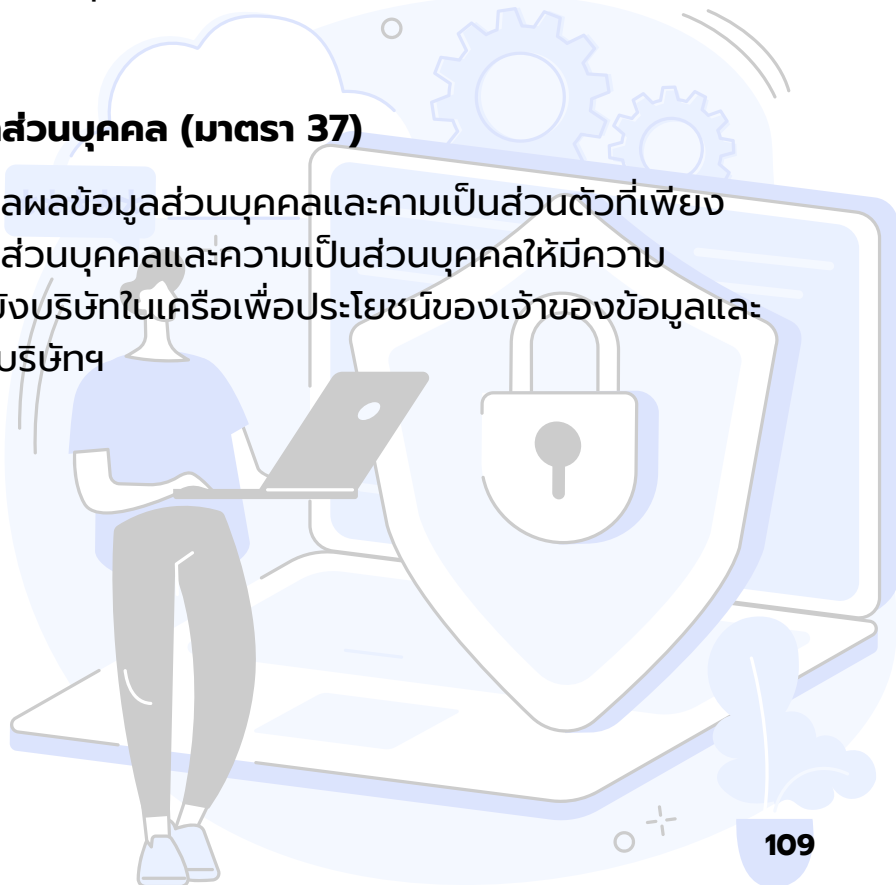 ส่วนบุคคล (มาตรา 37)
ลผลข้อมูลส่วนบุคคลและคามเป็นส่วนตัวที่เพียง
ส่วนบุคคลและความเป็นส่วนบุคคลให้มีความ
ยังบริษัทในเครือเพื่อประโยชน์ของเจ้าของข้อมูลและ
บริษัทฯ
109